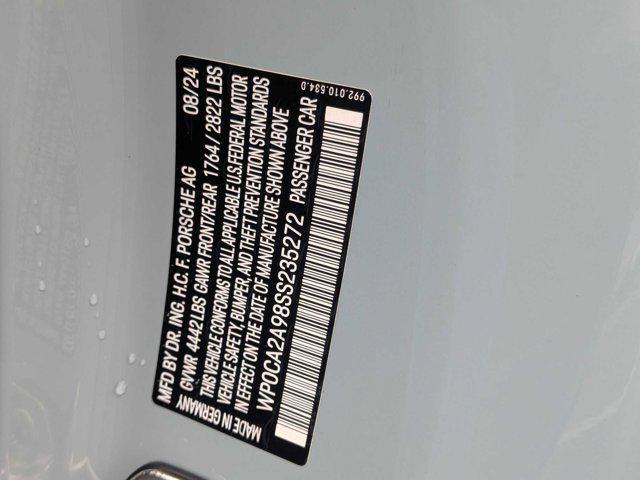 MFD BY DR. ING. H.C. F. PORSCHE AG 08/24
GVWR 4442 LBS GAWR FRONT/REAR 1764 / 2822 LBS
THIS VEHICLE CONFORMS TO ALL APPLICABLE U.S. FEDERAL MOTOR
VEHICLE SAFETY, BUMPER, AND THEFT PREVENTION STANDARDS
IN EFFECT ON THE DATE OF MANUFACTURE SHOWN ABOVE
WP0CA2A98SS235272 PASSENGER CAR
MADE IN GERMANY
992.010.534.D